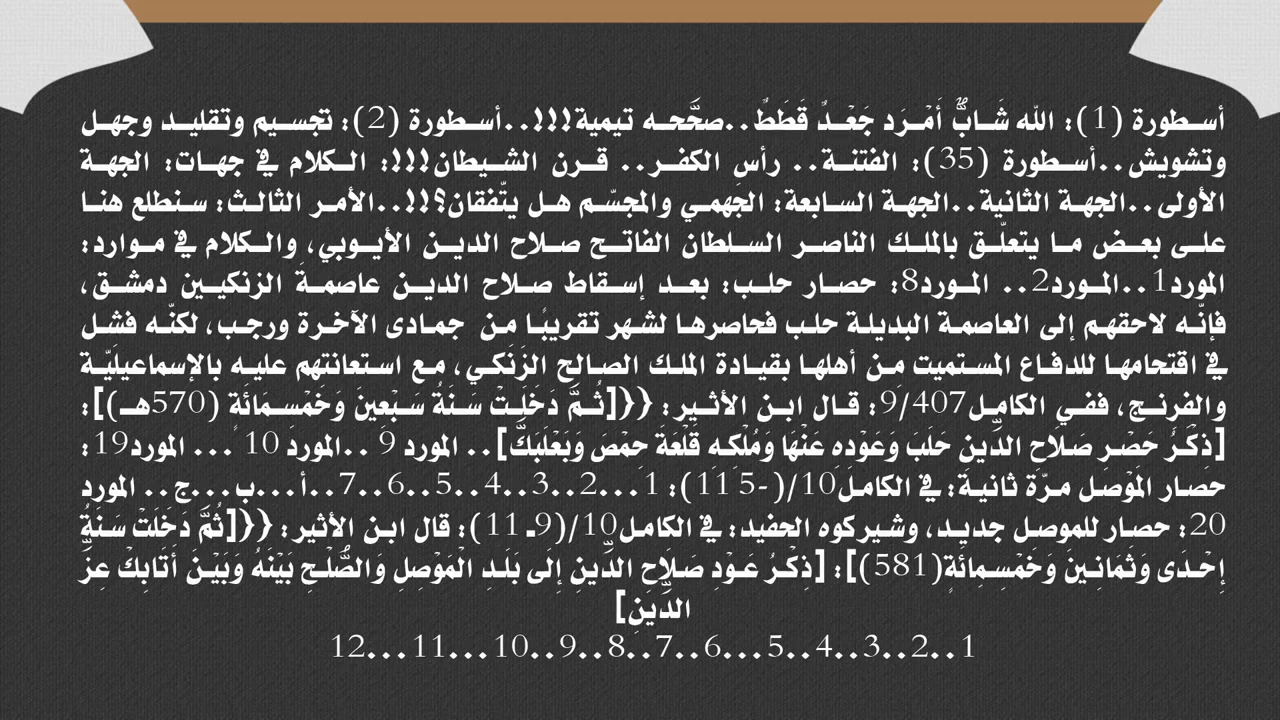 أسطورة (1): الله شَابٌّ أَمْرَد جَعْدٌ قَطَطٌ..صحَّحه تيمية!!!..أسطورة (2): تجسيم وتقليد وجهل
وتشويش..أسطورة (35): الفتنة.. رأس الكفر.. قرن الشيطان!!!: الكلام في جهات: الجهة
الأولى..الجهة الثانية..الجهة السابعة: الجَهمي والمجسّم هل يتّفقان؟!!..الأمر الثالث: سنطلع هنا
على بعض ما يتعلّق بالملك الناصر السلطان الفاتح صلاح الدين الأيوبي، والكلام في موارد:
المورد1..المورد2.. المورد8: حصار حلب: بعد إسقاط صلاح الدين عاصمة الزنكيين دمشق،
فإنّه لاحقهم إلى العاصمة البديلة حلب فحاصرها لشهر تقريبًا من جمادى الآخرة ورجب، لكنّه فشل
في اقتحامها للدفاع المستميت من أهلها بقيادة الملك الصالح الزَنَكي، مع استعانتهم عليه بالإسماعيليّة
والفرنج، ففي الكامل9/407: قال ابن الأثير: {{[ثُمَّ دَخَلَتْ سَنَةُ سَبْعِينَ وَخَمْسِمَائَةٍ (570هـ)]:
[ذِكْرُ حَصْرِ صَلَاحِ الدِّينِ حَلَبَ وَعَوْدِهِ عَنْهَا وَمُلْكِهِ قَلْعَةَ حِمْصَ وَبَعْلَبَكَّ].. المورد 9 ..المورد 10 ... المورد19:
حصار المَوْصل مرّة ثانية: في الكامل10/(-5 11): 1...2..3..4..5..6..7..أ...ب...ج.. المورد
20: حصار للموصل جديد، وشيركوه الحفيد: في الكامل10/(9ـ 11): قال ابن الأثير: {{[ثُمَّ دَخَلَتْ سَنَةُ
إِحْدَى وَثَمَانِينَ وَخَمْسِمِائَةٍ(581)]: [ذِكْرُ عَوْدِ صَلَاحِ الدِّينِ إِلَى بَلَدِ الْمَوْصِلِ وَالصُّلْحِ بَيْنَهُ وَبَيْنَ أَتَابِكْ عِزِّ
الدِّينِ]
1..2..3..4..5...6..7..8..9..10...11...12